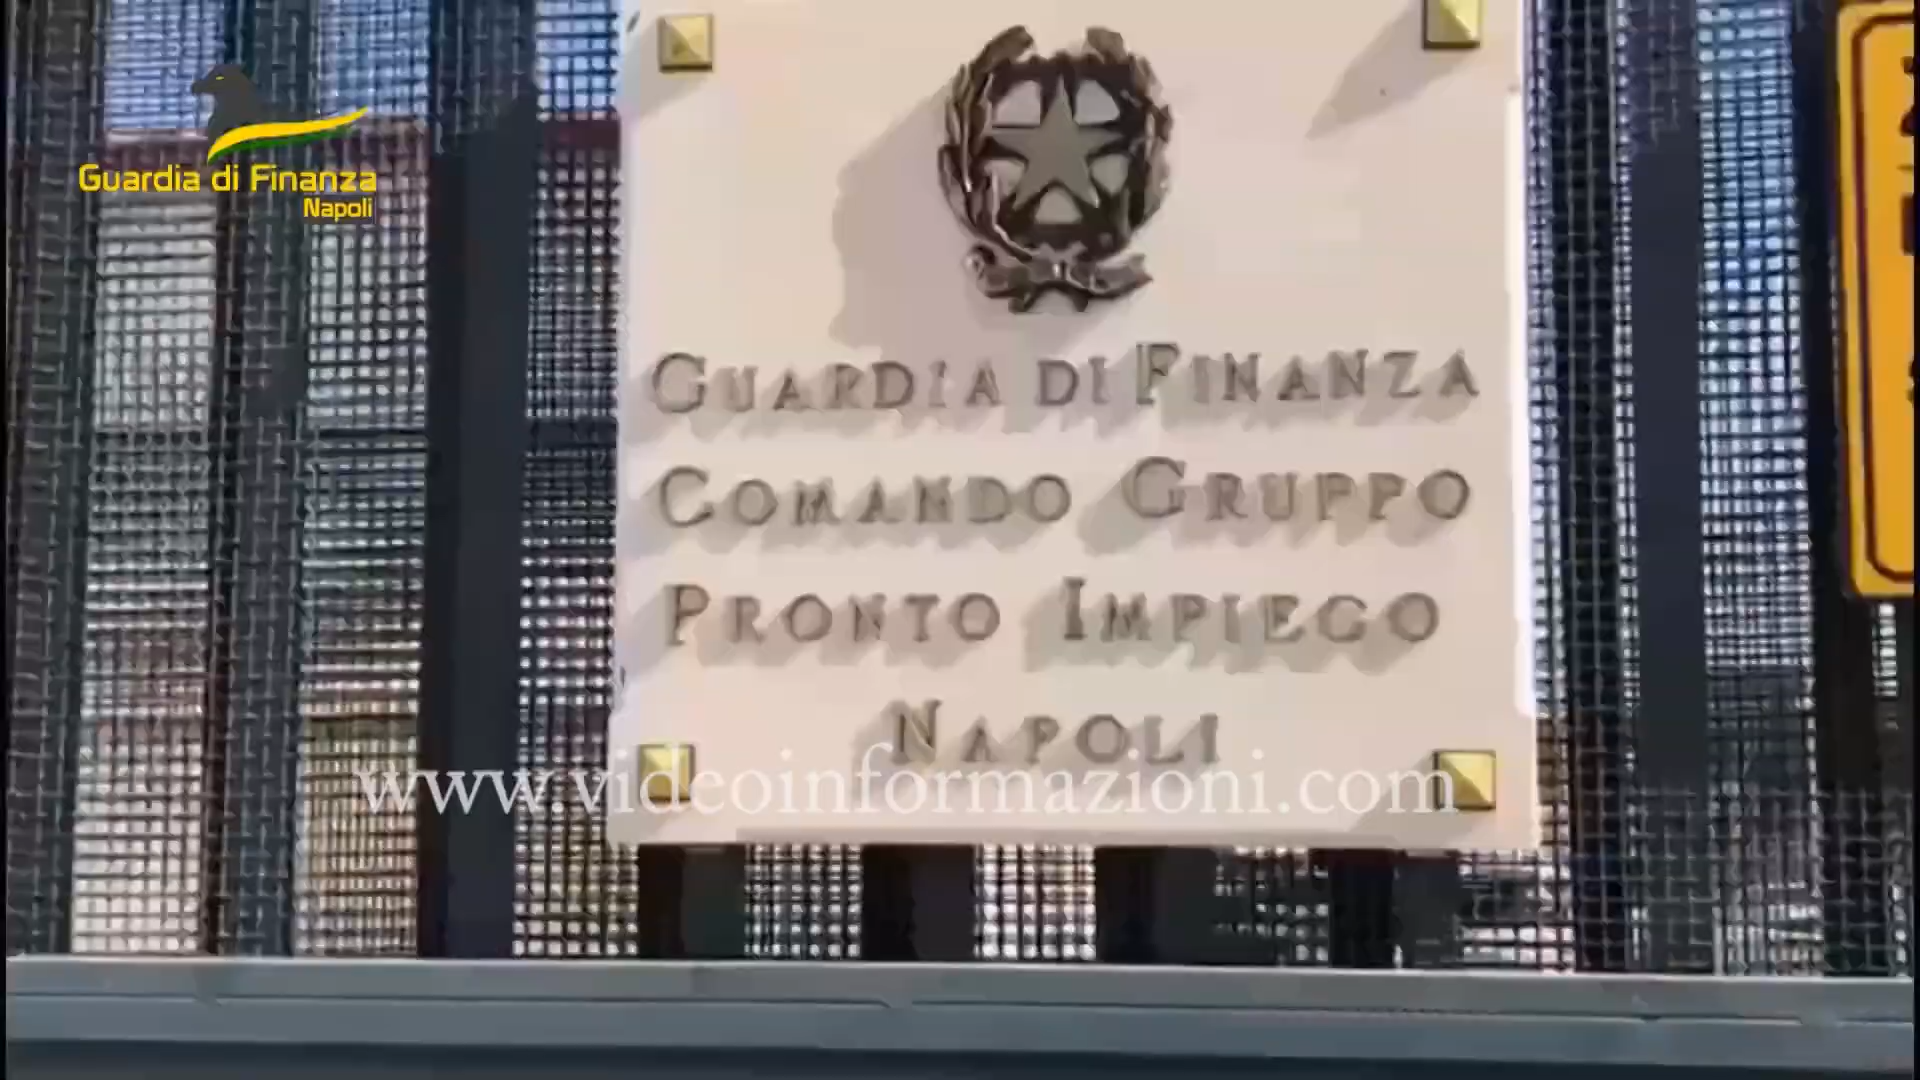 Guardia di Finanza
Napoli
GUARDIA DI FINANZA
COMANDO GRUPPO
PRONTO IMPIEGO
NAPOLI
www.videoinformazioni.com